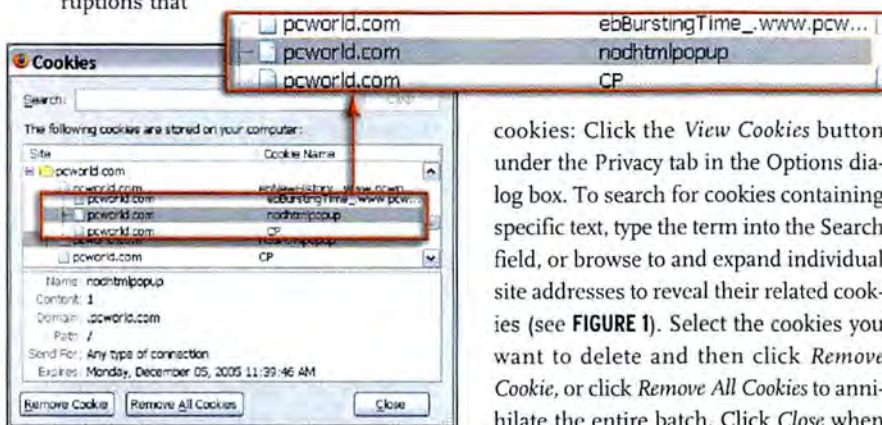 ruptions that
pcworld.com ebBurstingTime_.www.pcw...
pcworld.com nodhtmlpopup
pcworld.com CP
Cookies
Search: Clear
The following cookies are stored on your computer:
Site Cookie Name
pcworld.com
pcworld.com ebNewHistory_.www.pcwo...
pcworld.com ebBurstingTime_.www.pcw...
pcworld.com nodhtmlpopup
pcworld.com CP
pcworld.com nodhtmlpopup
pcworld.com CP
Name: nodhtmlpopup
Content: 1
Domain: .pcworld.com
Path: /
Send For: Any type of connection
Expires: Monday, December 05, 2005 11:39:46 AM
Remove Cookie Remove All Cookies Close
cookies: Click the View Cookies button
under the Privacy tab in the Options dia-
log box. To search for cookies containing
specific text, type the term into the Search
field, or browse to and expand individual
site addresses to reveal their related cook-
ies (see FIGURE 1). Select the cookies you
want to delete and then click Remove
Cookie, or click Remove All Cookies to anni-
hilate the entire batch. Click Close when